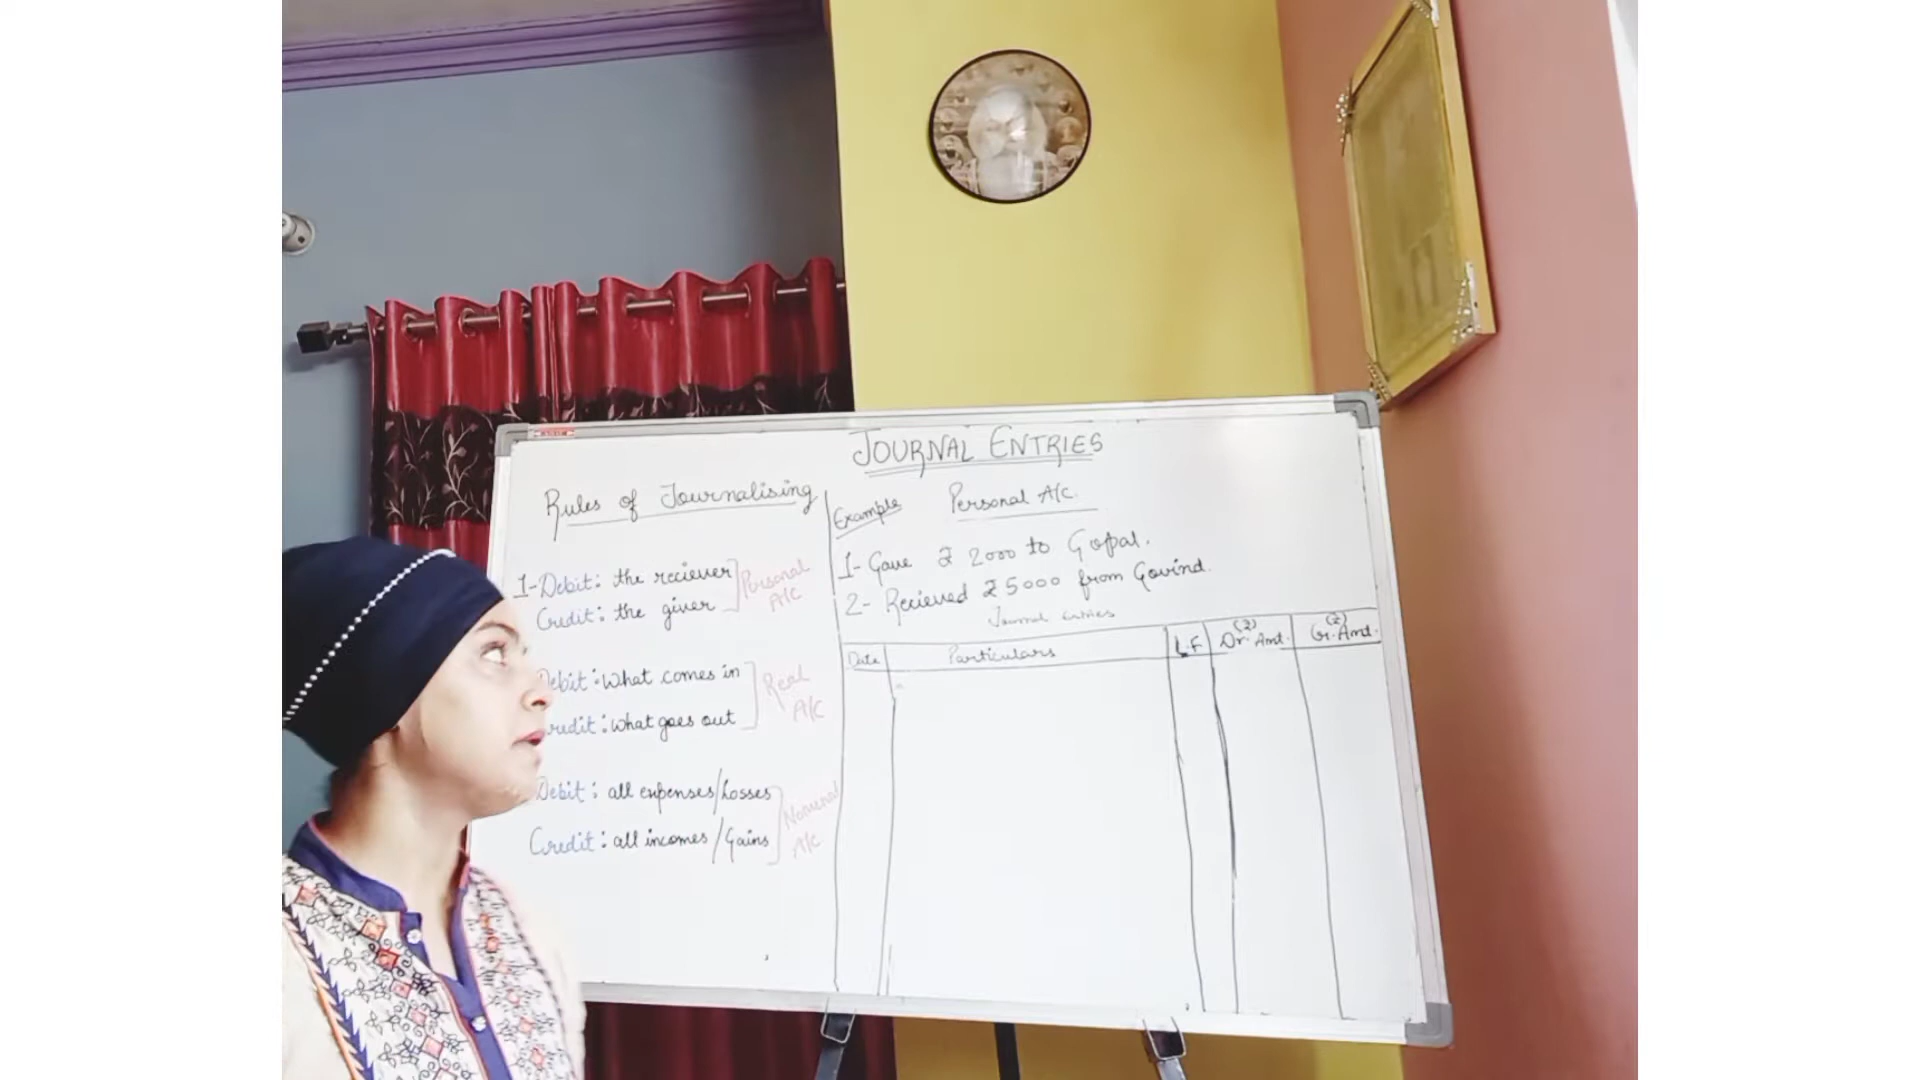 JOURNAL ENTRIES
Rules of Journalising
1- Debit: the reciever
Credit: the giver
Personal
A/c
Debit: What comes in
Credit: What goes out
Real
A/c
Debit: all expenses/Losses
Credit: all incomes/Gains
Nominal
A/c
Example
Personal A/c.
1- Gave ₹ 2000 to Gopal.
2- Recieved ₹ 5000 from Govind.
Journal Entries
Date Particulars L.F Dr. Amt. (₹) Cr. Amt. (₹)